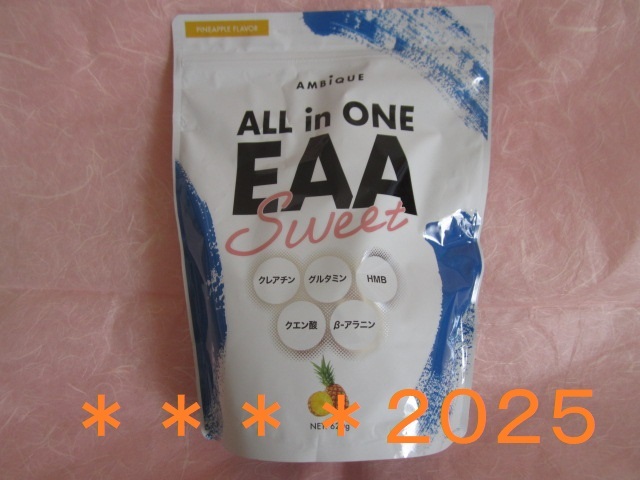 PINEAPPLE FLAVOR
AMBiQUE
ALL in ONE
EAA
Sweet
クレアチン グルタミン HMB
クエン酸 β-アラニン
NET
＊＊＊＊2025